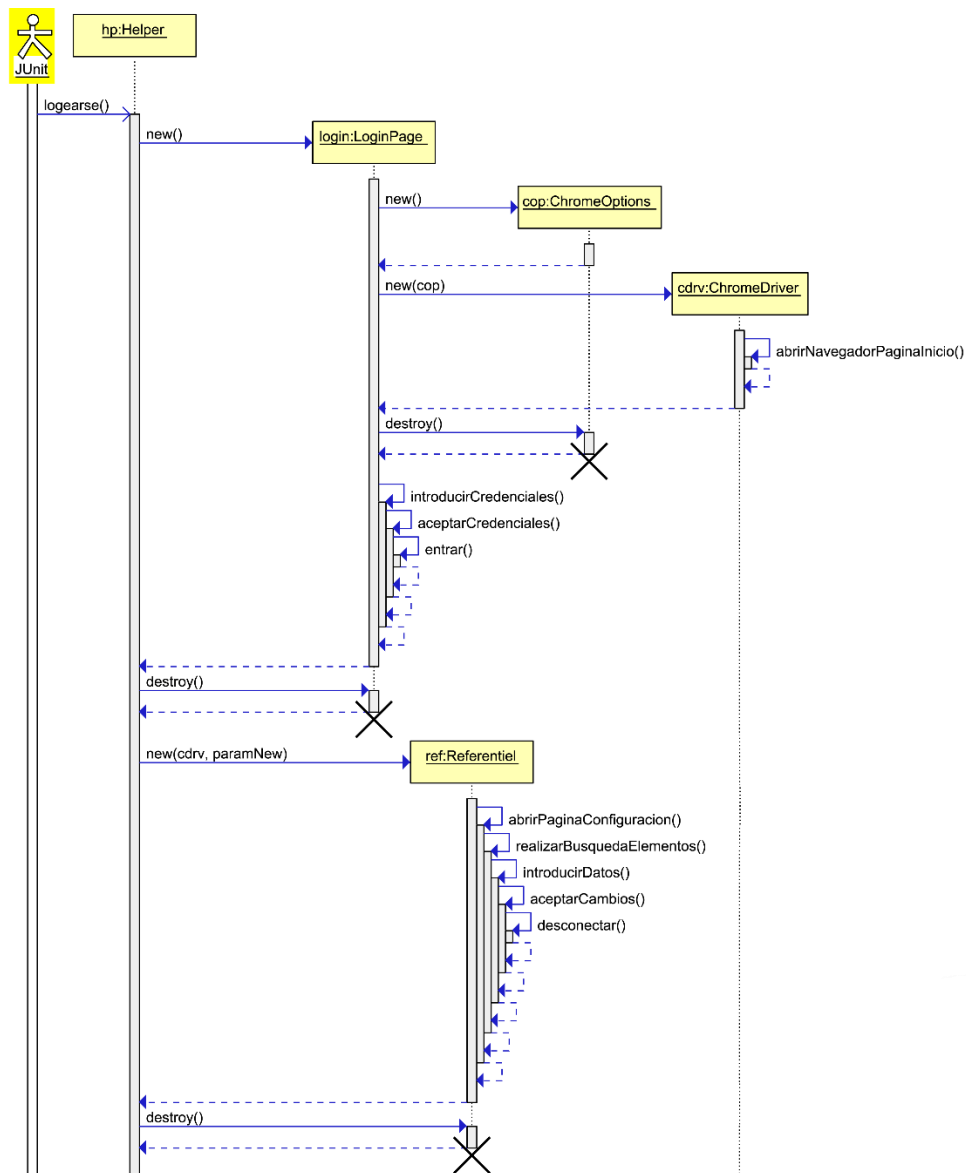 hp:Helper
JUnit
logearse()
new()
login:LoginPage
new()
cop:ChromeOptions
new(cop)
cdrv:ChromeDriver
abrirNavegadorPaginaInicio()
destroy()
introducirCredenciales()
aceptarCredenciales()
entrar()
destroy()
new(cdrv, paramNew)
ref:Referentiel
abrirPaginaConfiguracion()
realizarBusquedaElementos()
introducirDatos()
aceptarCambios()
desconectar()
destroy()